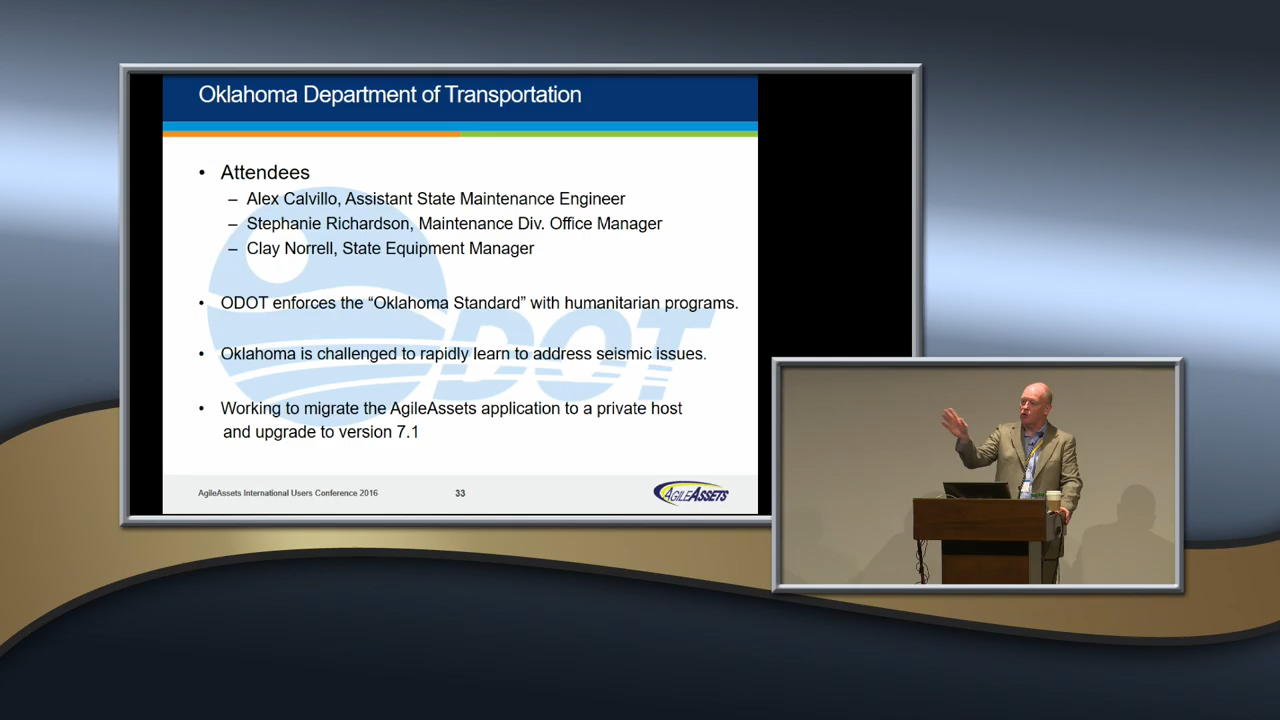 Oklahoma Department of Transportation
• Attendees
– Alex Calvillo, Assistant State Maintenance Engineer
– Stephanie Richardson, Maintenance Div. Office Manager
– Clay Norrell, State Equipment Manager
• ODOT enforces the “Oklahoma Standard” with humanitarian programs.
• Oklahoma is challenged to rapidly learn to address seismic issues.
• Working to migrate the AgileAssets application to a private host
and upgrade to version 7.1
ODOT
AgileAssets International Users Conference 2016
33
AGILEASSETS